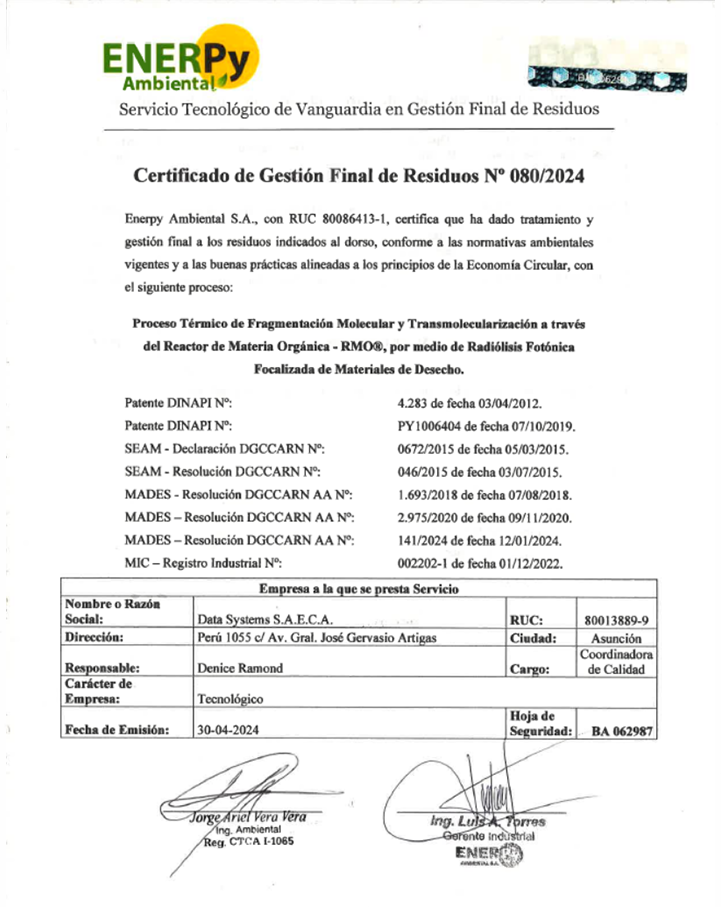 ENERPy
Ambiental
Servicio Tecnológico de Vanguardia en Gestión Final de Residuos
Certificado de Gestión Final de Residuos Nº 080/2024
Enerpy Ambiental S.A., con RUC 80086413-1, certifica que ha dado tratamiento y
gestión final a los residuos indicados al dorso, conforme a las normativas ambientales
vigentes y a las buenas prácticas alineadas a los principios de la Economía Circular, con
el siguiente proceso:
Proceso Térmico de Fragmentación Molecular y Transmolecularización a través
del Reactor de Materia Orgánica - RMO®, por medio de Radiólisis Fotónica
Focalizada de Materiales de Desecho.
Patente DINAPI Nº: 4.283 de fecha 03/04/2012.
Patente DINAPI Nº: PY1006404 de fecha 07/10/2019.
SEAM - Declaración DGCCARN Nº: 0672/2015 de fecha 05/03/2015.
SEAM - Resolución DGCCARN Nº: 046/2015 de fecha 03/07/2015.
MADES - Resolución DGCCARN AA Nº: 1.693/2018 de fecha 07/08/2018.
MADES – Resolución DGCCARN AA Nº: 2.975/2020 de fecha 09/11/2020.
MADES – Resolución DGCCARN AA Nº: 141/2024 de fecha 12/01/2024.
MIC – Registro Industrial Nº: 002202-1 de fecha 01/12/2022.
Empresa a la que se presta Servicio
Nombre o Razón
Social: Data Systems S.A.E.C.A. RUC: 80013889-9
Dirección: Perú 1055 c/ Av. Gral. José Gervasio Artigas Ciudad: Asunción
Responsable: Denice Ramond Cargo: Coordinadora
de Calidad
Carácter de
Empresa: Tecnológico
Fecha de Emisión: 30-04-2024 Hoja de
Seguridad: BA 062987
Jorge Ariel Vera Vera
Ing. Ambiental
Reg. CTCA I-1065
Ing. Luis A. Torres
Gerente Industrial
ENERPy
AMBIENTAL S.A.